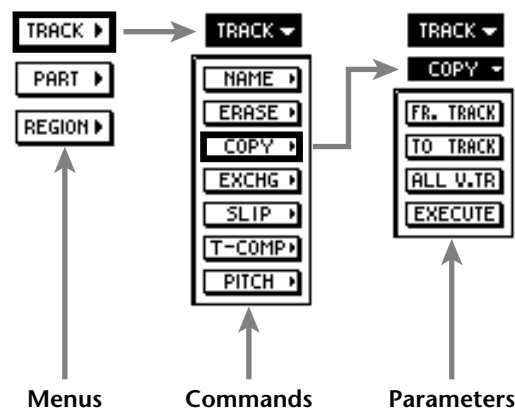 TRACK
PART
REGION
Menus
TRACK
NAME
ERASE
COPY
EXCHG
SLIP
T-COMP
PITCH
Commands
TRACK
COPY
FR. TRACK
TO TRACK
ALL V.TR
EXECUTE
Parameters